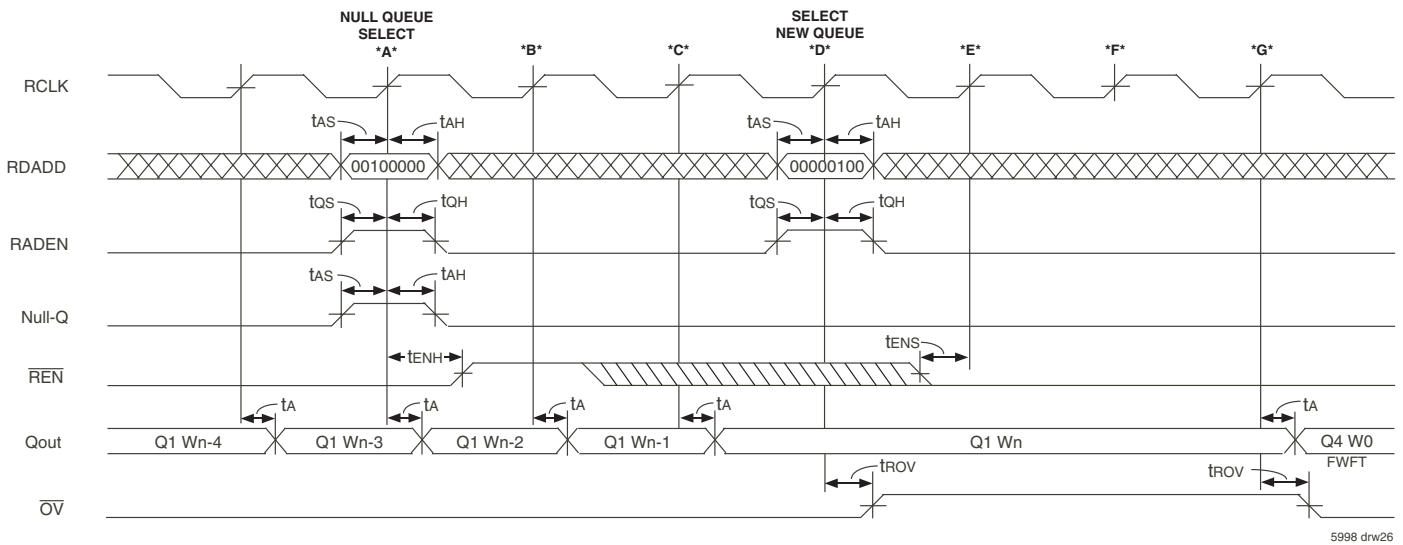 NULL QUEUE
SELECT
*A*
*B*
*C*
SELECT
NEW QUEUE
*D*
*E*
*F*
*G*
RCLK
tAS
tAH
tAS
tAH
RDADD
00100000
00000100
tQS
tQH
tQS
tQH
RADEN
tAS
tAH
Null-Q
tENH
tENS
REN
tA
tA
tA
tA
tA
Qout
Q1 Wn-4
Q1 Wn-3
Q1 Wn-2
Q1 Wn-1
Q1 Wn
Q4 W0
FWFT
tROV
tROV
OV
5998 drw26